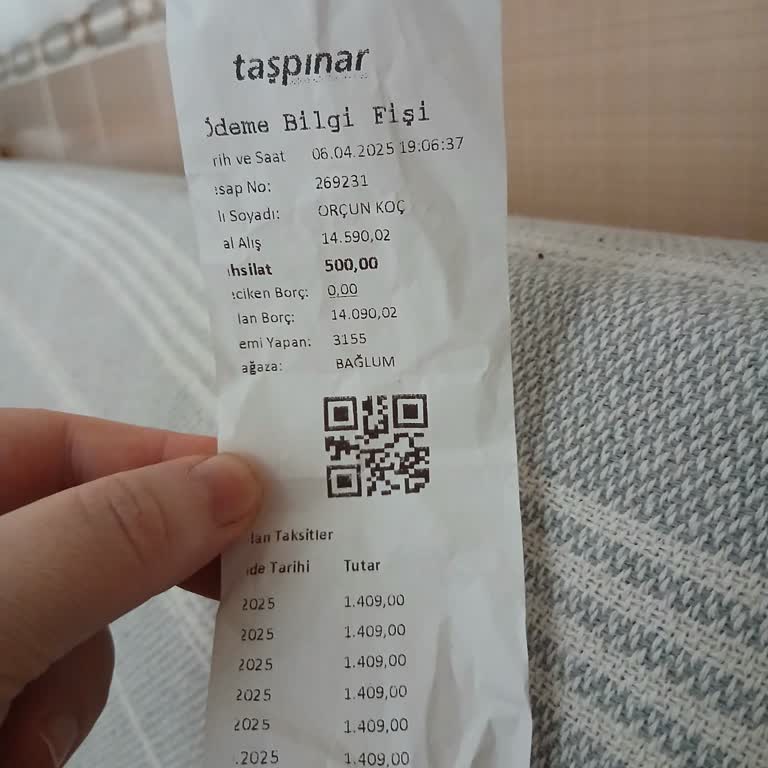 taşpınar
Ödeme Bilgi Fişi
rih ve Saat 06.04.2025 19:06:37
sap No: 269231
ı Soyadı: ORÇUN KOÇ
al Alış 14.590,02
hsilat 500,00
eciken Borç: 0,00
lan Borç: 14.090,02
emi Yapan: 3155
ağaza: BAĞLUM
lan Taksitler
de Tarihi Tutar
2025 1.409,00
2025 1.409,00
2025 1.409,00
2025 1.409,00
2025 1.409,00
.2025 1.409,00